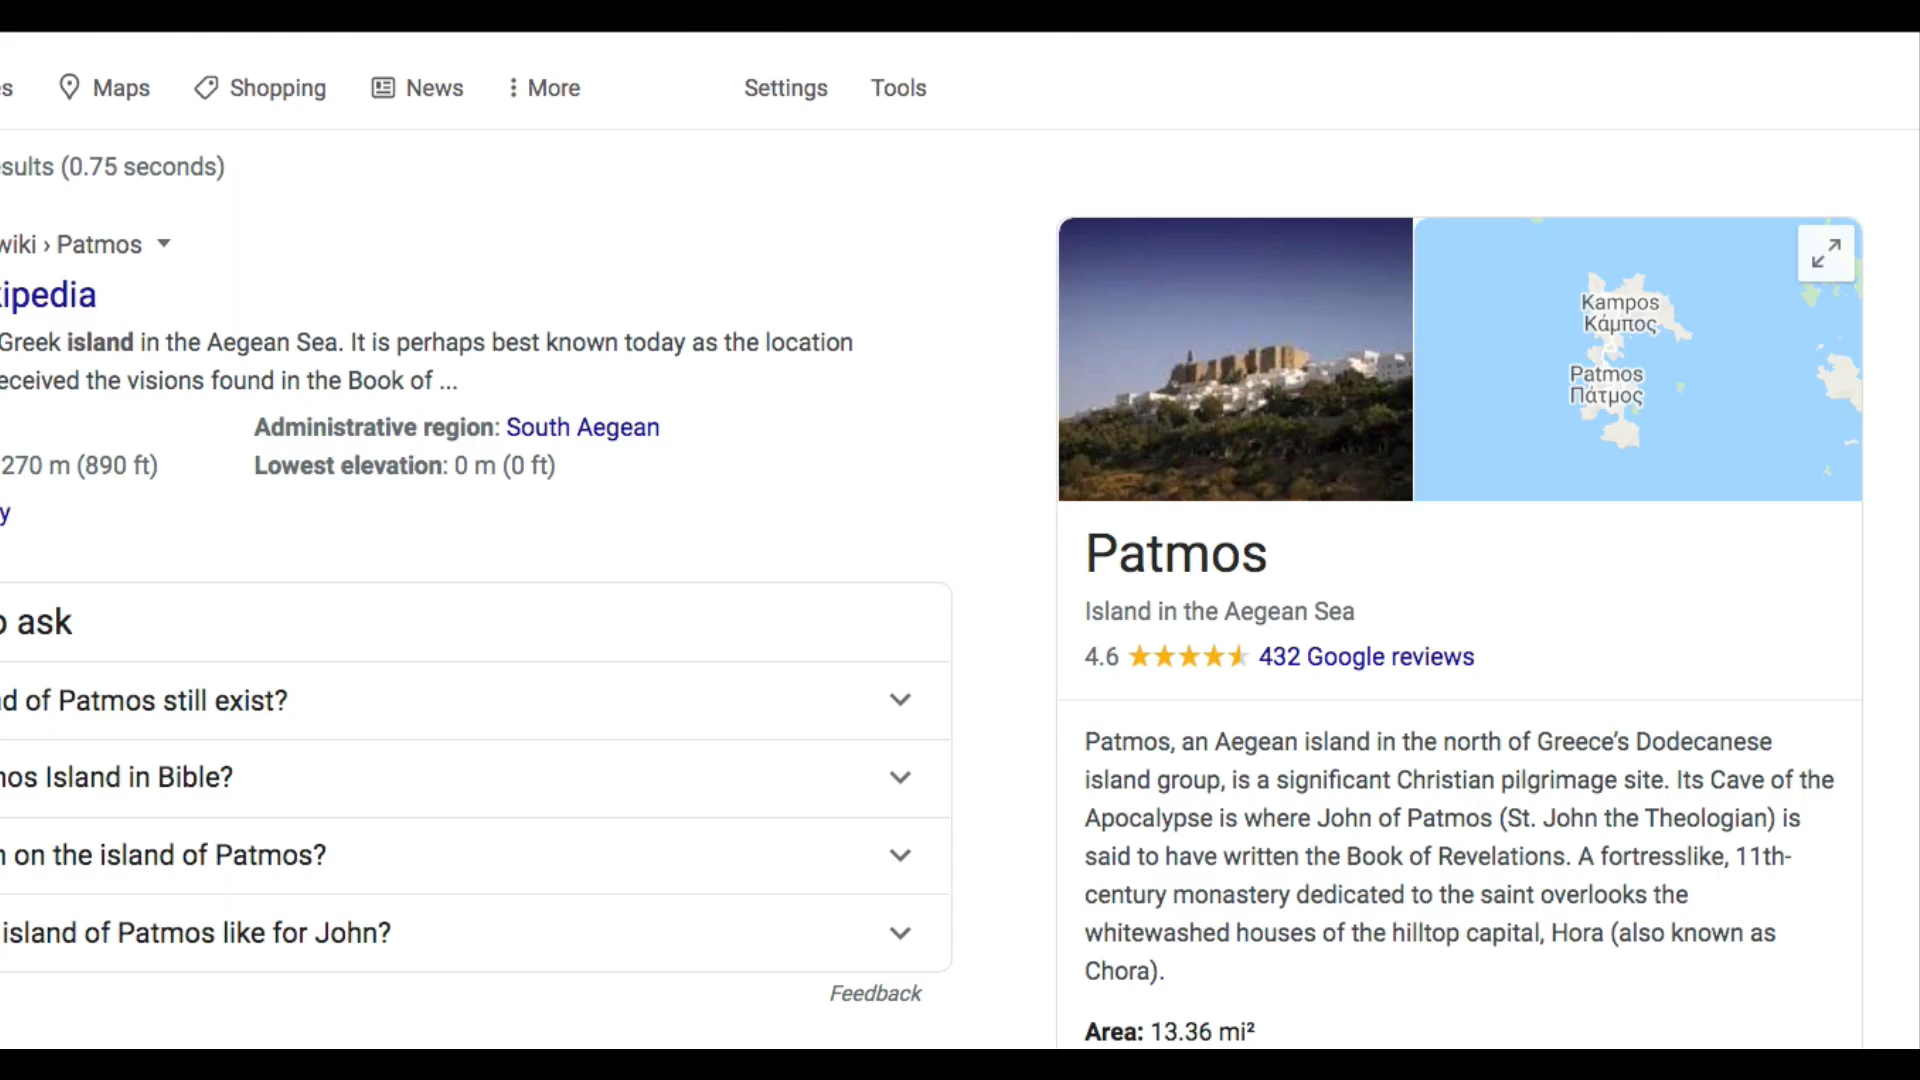 s Maps Shopping News More Settings Tools
sults (0.75 seconds)
wiki › Patmos
ipedia
Greek island in the Aegean Sea. It is perhaps best known today as the location
eceived the visions found in the Book of ...
Administrative region: South Aegean
270 m (890 ft) Lowest elevation: 0 m (0 ft)
y
o ask
d of Patmos still exist?
nos Island in Bible?
n on the island of Patmos?
island of Patmos like for John?
Feedback
Kampos
Κάμπος
Patmos
Πάτμος
Patmos
Island in the Aegean Sea
4.6 432 Google reviews
Patmos, an Aegean island in the north of Greece's Dodecanese
island group, is a significant Christian pilgrimage site. Its Cave of the
Apocalypse is where John of Patmos (St. John the Theologian) is
said to have written the Book of Revelations. A fortresslike, 11th-
century monastery dedicated to the saint overlooks the
whitewashed houses of the hilltop capital, Hora (also known as
Chora).
Area: 13.36 mi²